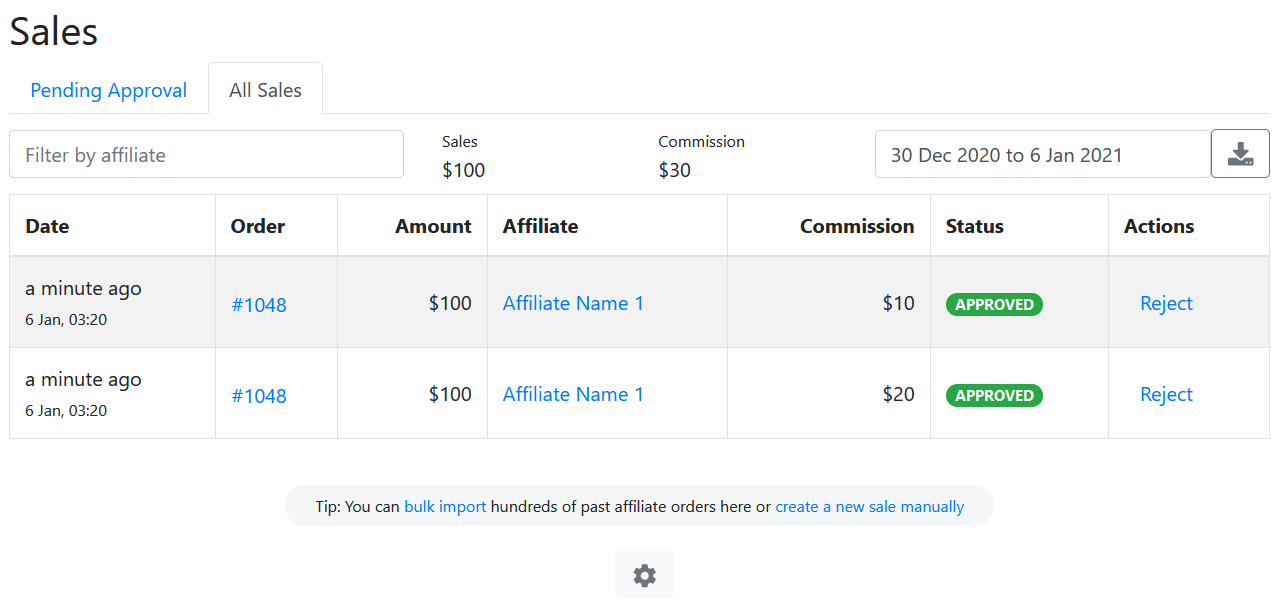 Sales
Pending Approval All Sales
Filter by affiliate Sales $100 Commission $30 30 Dec 2020 to 6 Jan 2021
Date Order Amount Affiliate Commission Status Actions
a minute ago
6 Jan, 03:20 #1048 $100 Affiliate Name 1 $10 APPROVED Reject
a minute ago
6 Jan, 03:20 #1048 $100 Affiliate Name 1 $20 APPROVED Reject
Tip: You can bulk import hundreds of past affiliate orders here or create a new sale manually